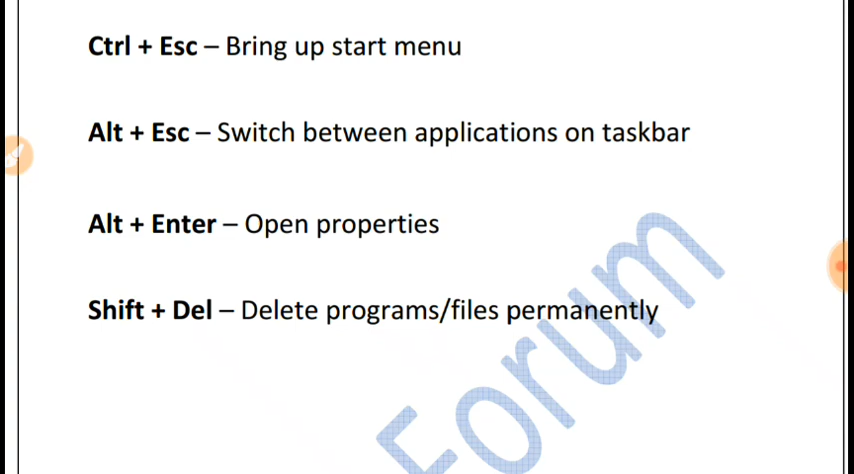 Ctrl + Esc – Bring up start menu
Alt + Esc – Switch between applications on taskbar
Alt + Enter – Open properties
Shift + Del – Delete programs/files permanently
Forum